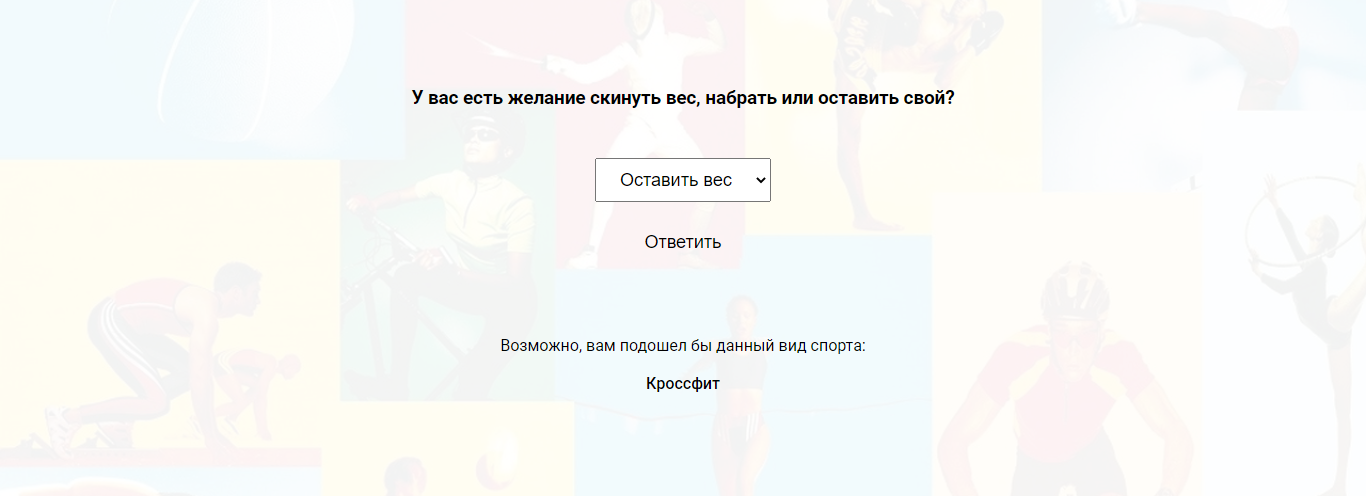 У вас есть желание скинуть вес, набрать или оставить свой?
Оставить вес
Ответить
Возможно, вам подошел бы данный вид спорта:
Кроссфит